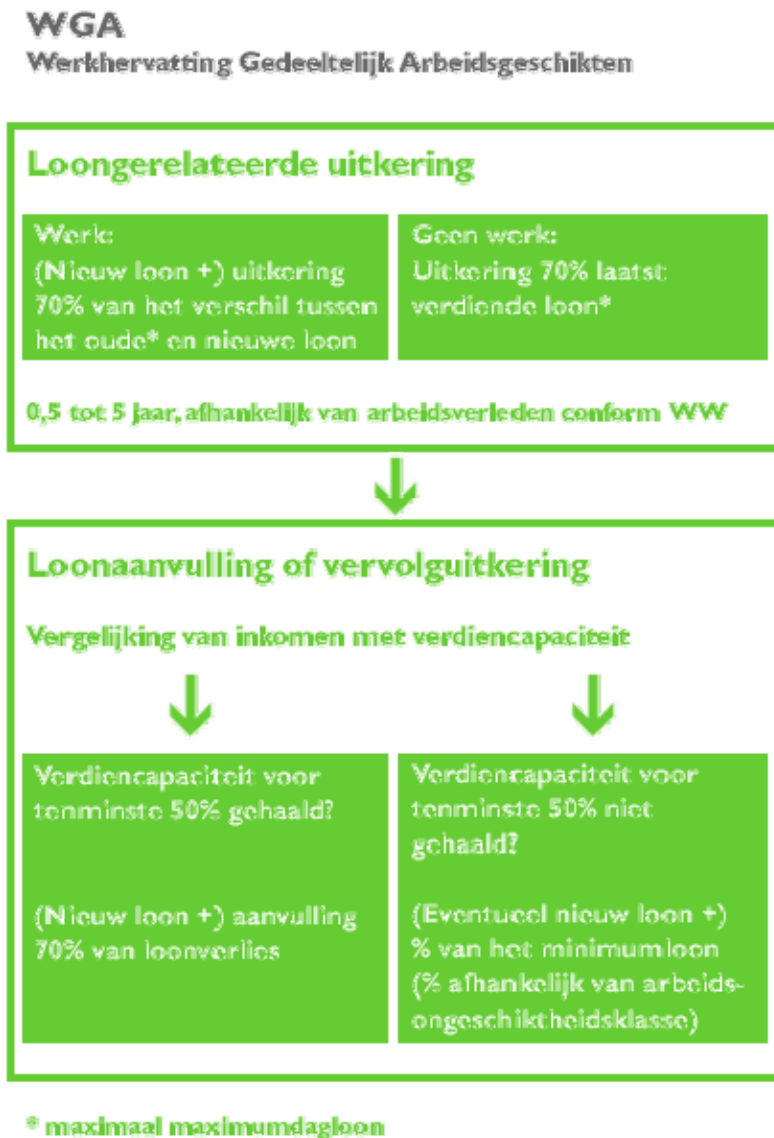 WGA
Werkhervatting Gedeeltelijk Arbeidsgeschikten
Loongerelateerde uitkering
Werk:
(Nieuw loon +) uitkering
70% van het verschil tussen
het oude* en nieuwe loon
Geen werk:
Uitkering 70% laatst
verdiende loon*
0,5 tot 5 jaar, afhankelijk van arbeidsverleden conform WW
Loonaanvulling of vervolguitkering
Vergelijking van inkomen met verdiencapaciteit
Verdiencapaciteit voor
tenminste 50% gehaald?
(Nieuw loon +) aanvulling
70% van loonverlies
Verdiencapaciteit voor
tenminste 50% niet
gehaald?
(Eventueel nieuw loon +)
% van het minimumloon
(% afhankelijk van arbeids-
ongeschiktheidsklasse)
* maximaal maximumdagloon